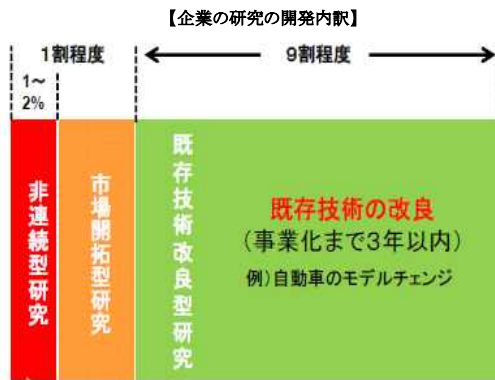 【企業の研究の開発内訳】
1割程度
9割程度
1～
2%
非連続型研究
市場開拓型研究
既存技術改良型研究
既存技術の改良
（事業化まで3年以内）
例）自動車のモデルチェンジ